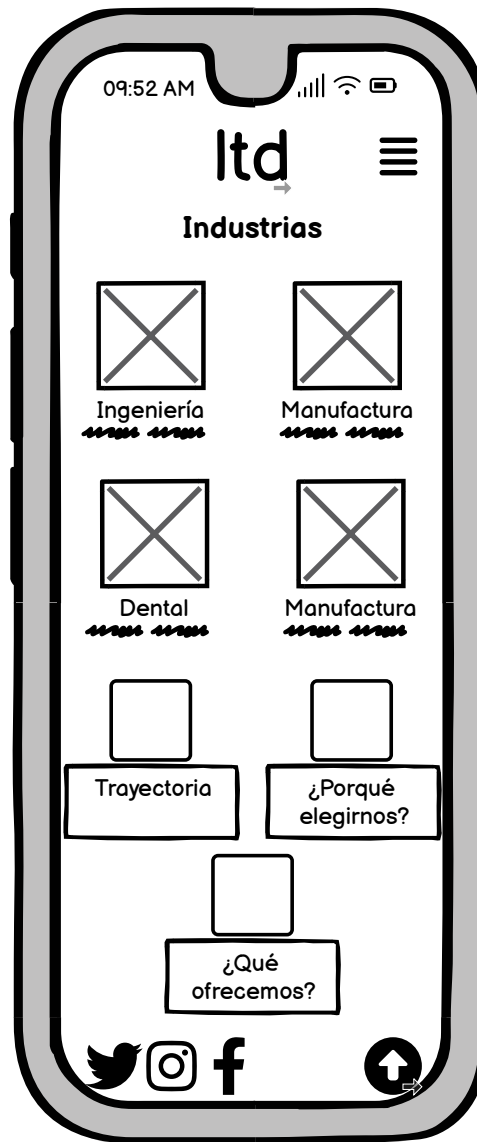 09:52 AM
ltd
Industrias
Ingeniería
Manufactura
Dental
Manufactura
Trayectoria
¿Porqué
elegirnos?
¿Qué
ofrecemos?